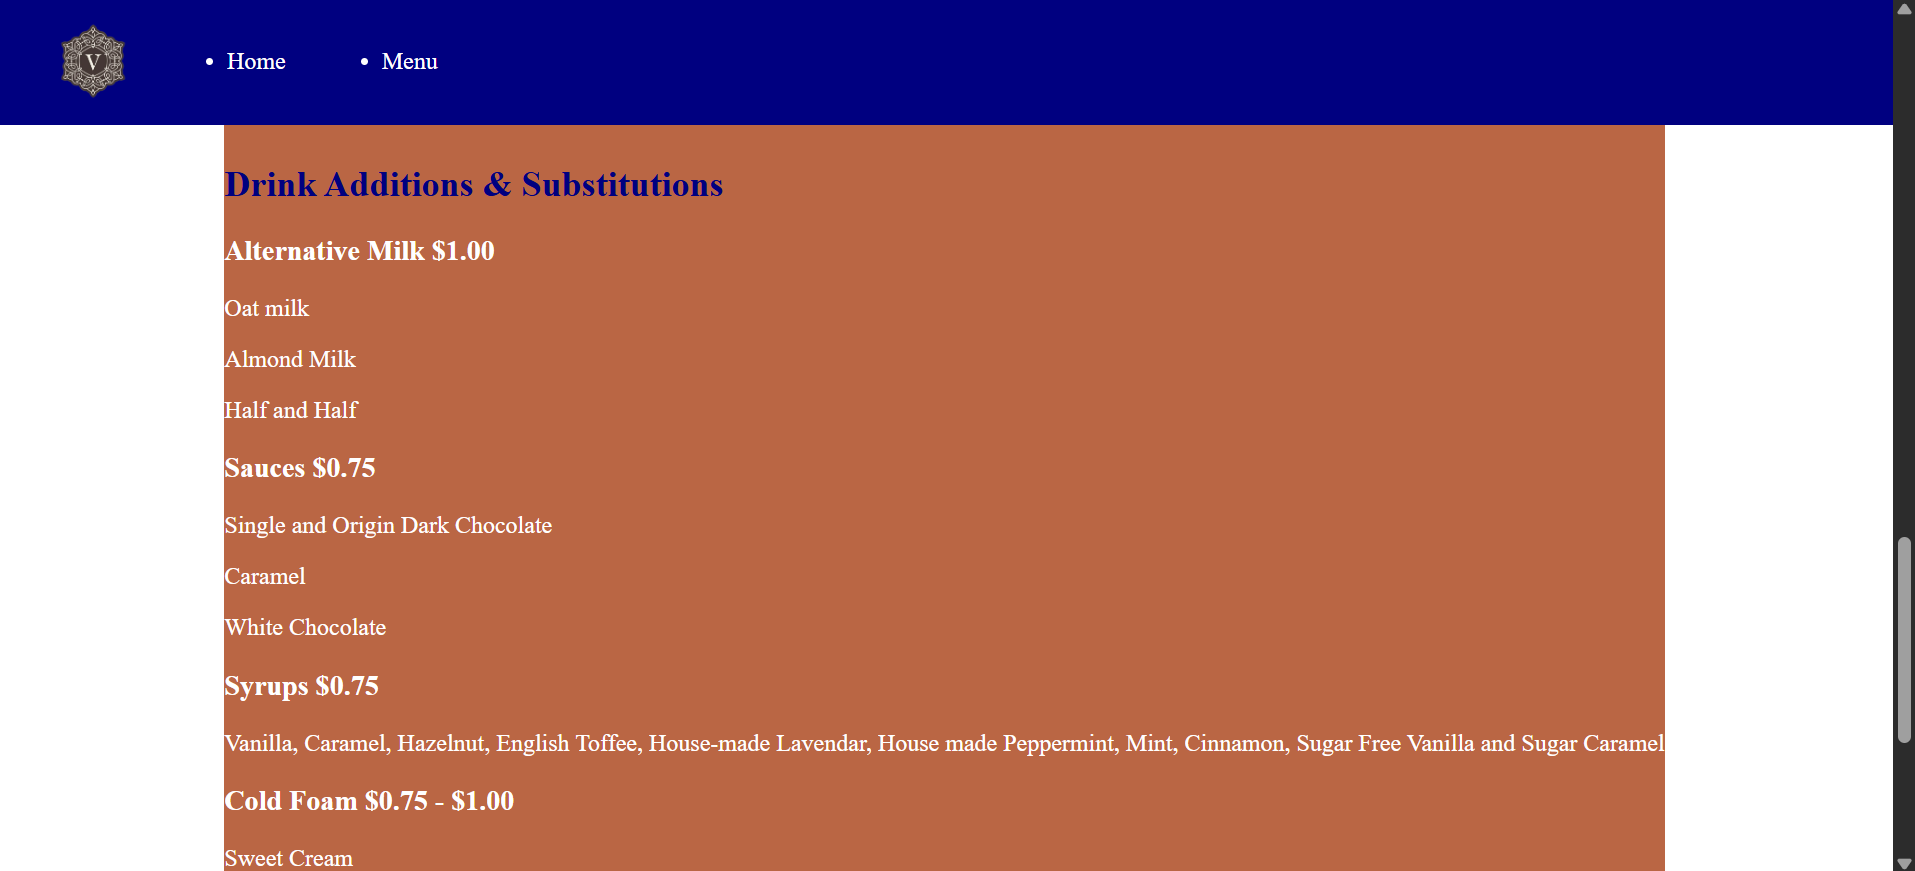 V
Home
Menu
Drink Additions & Substitutions
Alternative Milk $1.00
Oat milk
Almond Milk
Half and Half
Sauces $0.75
Single and Origin Dark Chocolate
Caramel
White Chocolate
Syrups $0.75
Vanilla, Caramel, Hazelnut, English Toffee, House-made Lavendar, House made Peppermint, Mint, Cinnamon, Sugar Free Vanilla and Sugar Caramel
Cold Foam $0.75 - $1.00
Sweet Cream